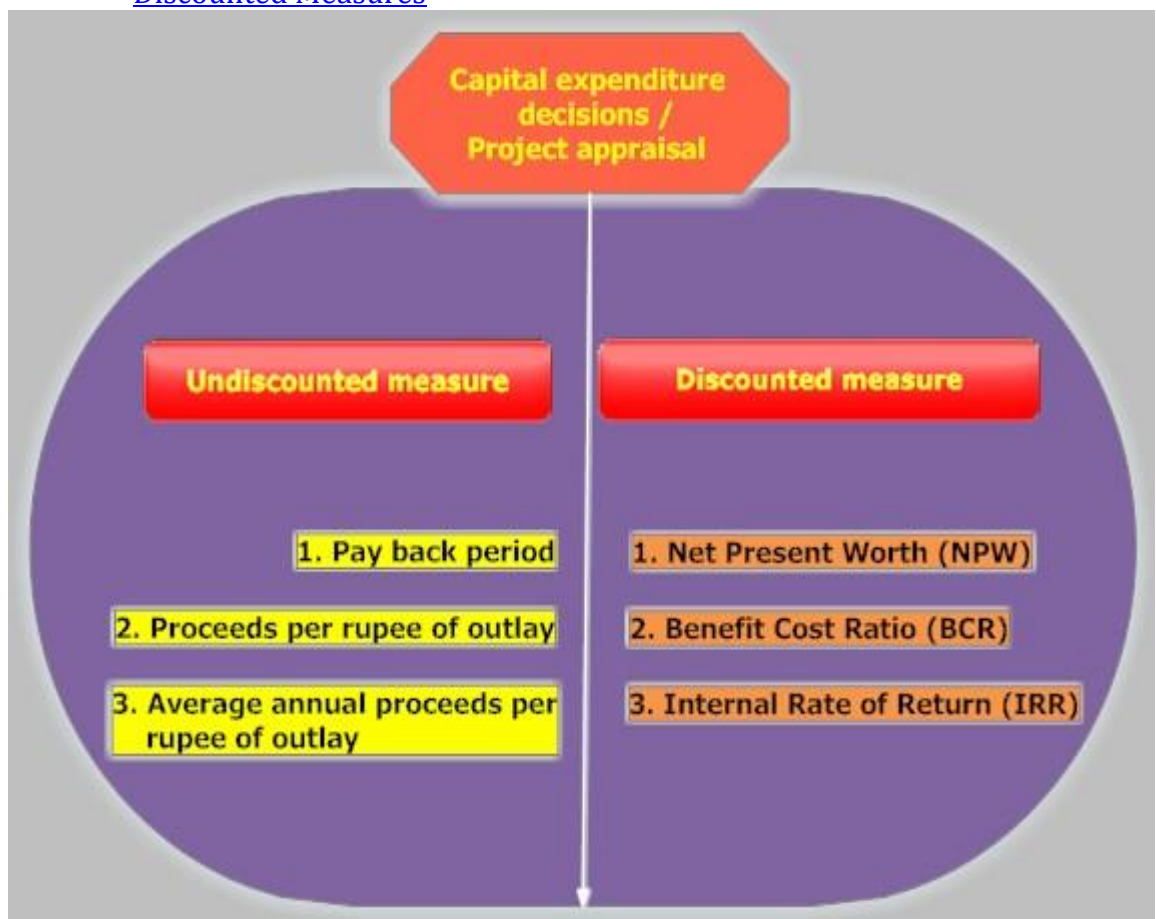 Discounted Measures
Capital expenditure
decisions /
Project appraisal
Undiscounted measure
Discounted measure
1. Pay back period
2. Proceeds per rupee of outlay
3. Average annual proceeds per
rupee of outlay
1. Net Present Worth (NPW)
2. Benefit Cost Ratio (BCR)
3. Internal Rate of Return (IRR)